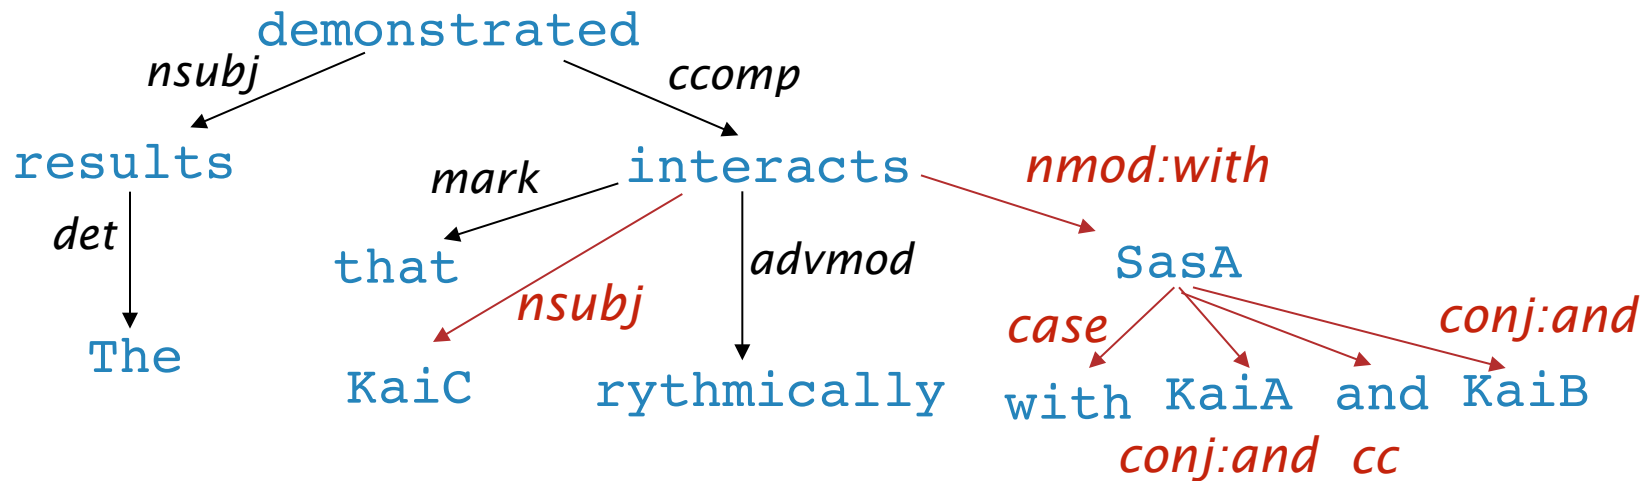 demonstrated
nsubj
ccomp
results
interacts
nmod:with
mark
det
that
nsubj
advmod
SasA
case
conj:and
The
KaiC
rythmically
with
KaiA
and
KaiB
conj:and
cc